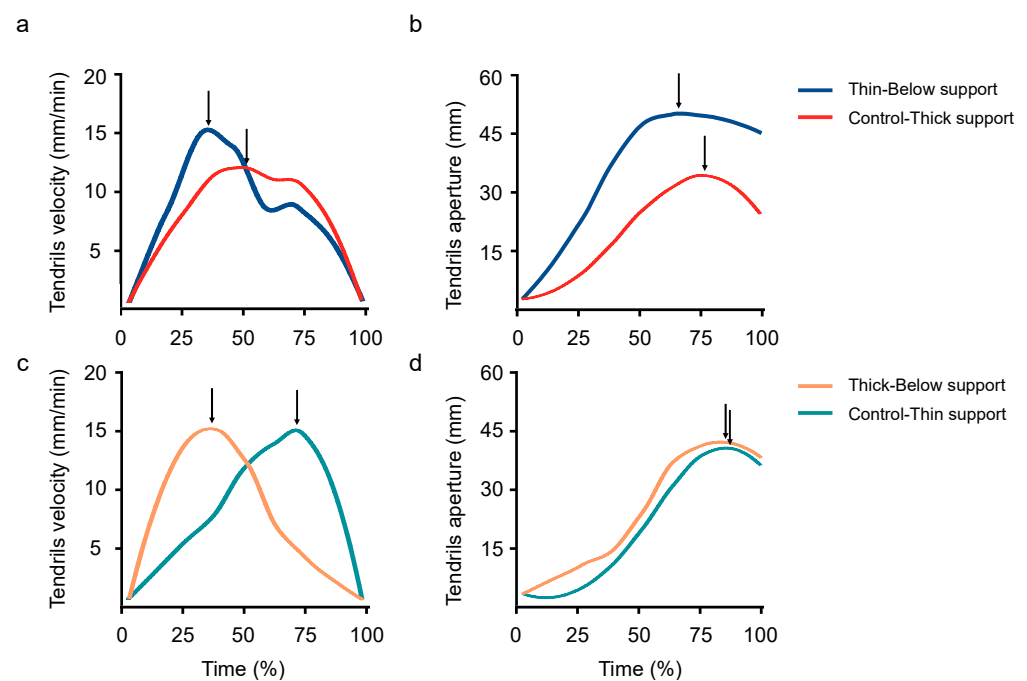 a
b
Tendrils velocity (mm/min)
20
15
10
5
0 25 50 75 100
Tendrils aperture (mm)
60
45
30
15
0 25 50 75 100
Thin-Below support
Control-Thick support
c
d
Tendrils velocity (mm/min)
20
15
10
5
0 25 50 75 100
Time (%)
Tendrils aperture (mm)
60
45
30
15
0 25 50 75 100
Time (%)
Thick-Below support
Control-Thin support